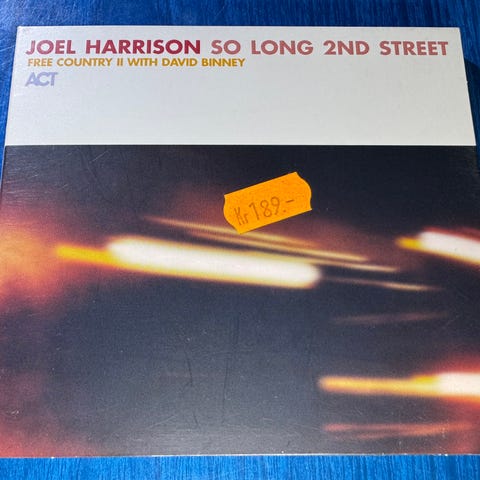 JOEL HARRISON SO LONG 2ND STREET
FREE COUNTRY II WITH DAVID BINNEY
ACT
Kr 189.-